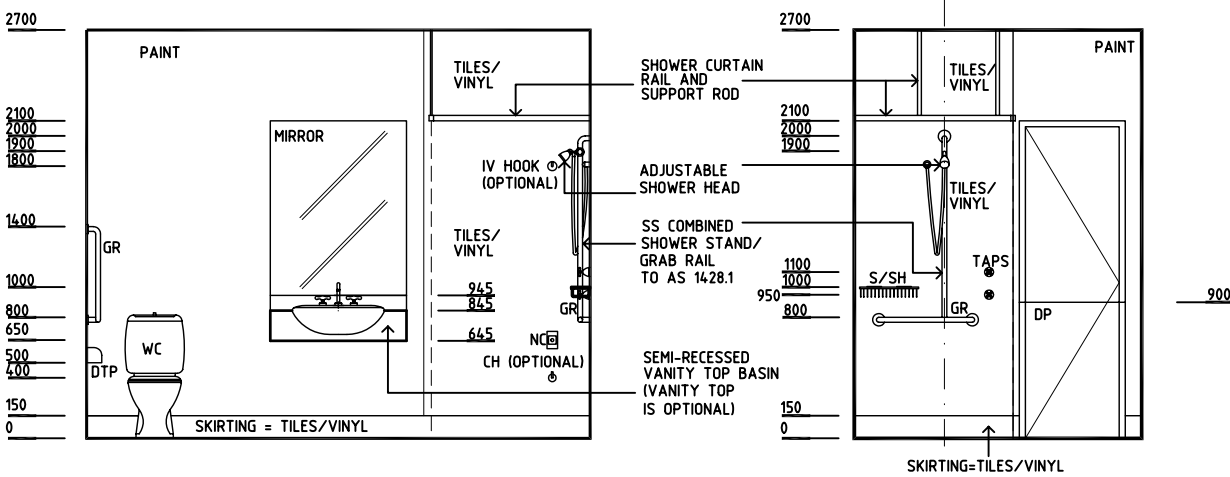 2700
2100
2000
1900
1800
1400
1000
800
650
500
400
150
0
PAINT
MIRROR
GR
DTP
WC
SKIRTING = TILES/VINYL
TILES/
VINYL
IV HOOK
(OPTIONAL)
TILES/
VINYL
945
845
645
GR
NC
CH (OPTIONAL)
SHOWER CURTAIN
RAIL AND
SUPPORT ROD
ADJUSTABLE
SHOWER HEAD
SS COMBINED
SHOWER STAND/
GRAB RAIL
TO AS 1428.1
SEMI-RECESSED
VANITY TOP BASIN
(VANITY TOP
IS OPTIONAL)
2700
2100
2000
1900
1100
1000
950
800
150
0
PAINT
TILES/
VINYL
TILES/
VINYL
TAPS
S/SH
GR
DP
900
SKIRTING=TILES/VINYL